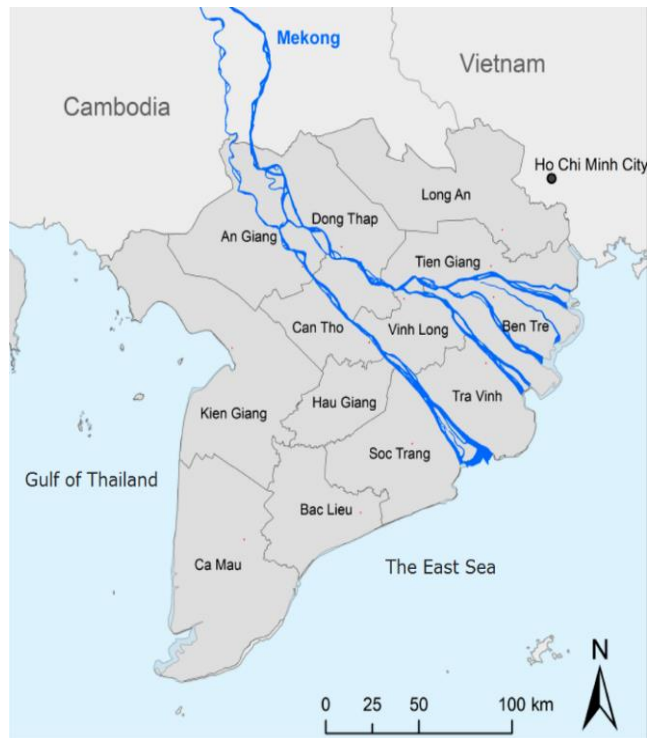 Mekong
Vietnam
Cambodia
Ho Chi Minh City
Long An
Dong Thap
An Giang
Tien Giang
Can Tho
Vinh Long
Ben Tre
Kien Giang
Hau Giang
Tra Vinh
Soc Trang
Gulf of Thailand
Bac Lieu
Ca Mau
The East Sea
N
0 25 50 100 km